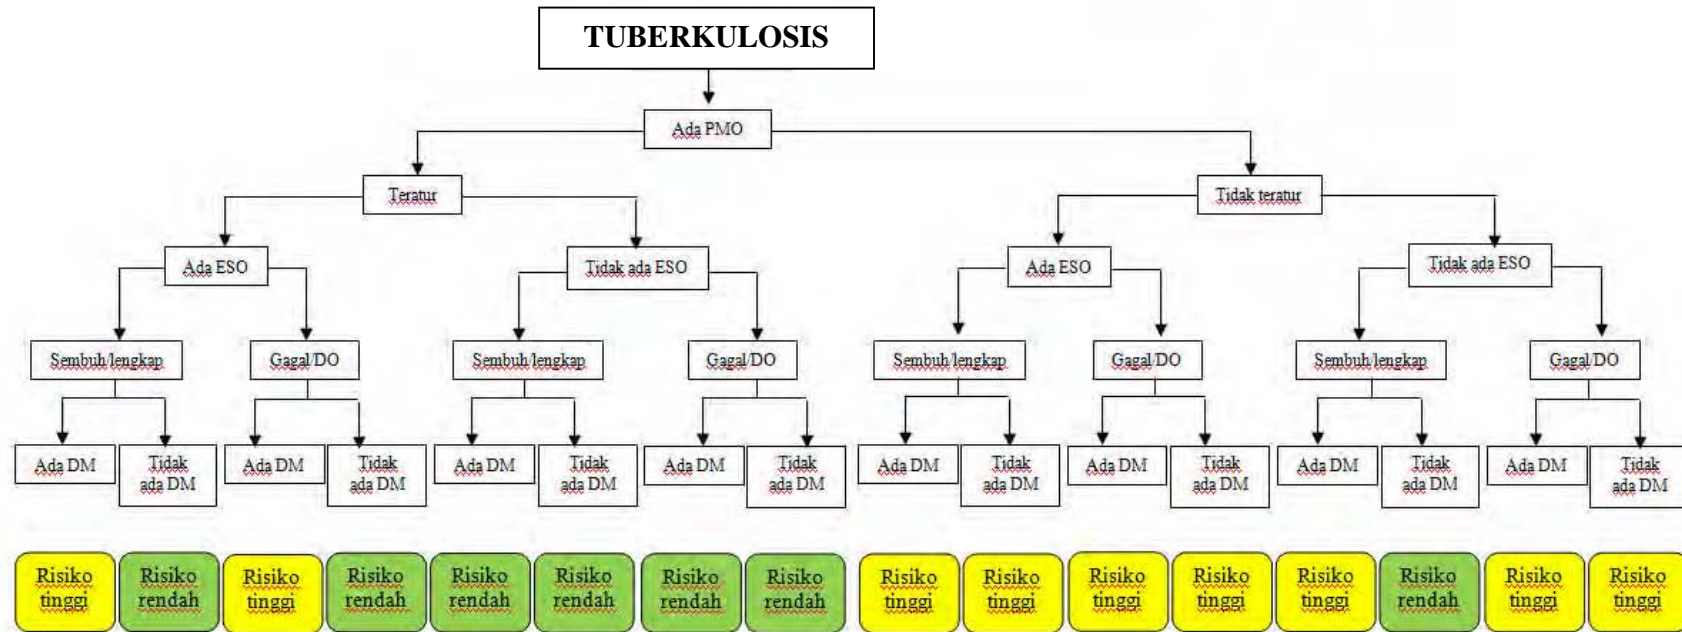 TUBERKULOSIS
Ada PMO
Teratur
Tidak teratur
Ada ESO
Tidak ada ESO
Ada ESO
Tidak ada ESO
Sembuh/lengkap
Gagal/DO
Sembuh/lengkap
Gagal/DO
Sembuh/lengkap
Gagal/DO
Sembuh/lengkap
Gagal/DO
Ada DM
Tidak
ada DM
Ada DM
Tidak
ada DM
Ada DM
Tidak
ada DM
Ada DM
Tidak
ada DM
Ada DM
Tidak
ada DM
Ada DM
Tidak
ada DM
Ada DM
Tidak
ada DM
Ada DM
Tidak
ada DM
Risiko
tinggi
Risiko
rendah
Risiko
tinggi
Risiko
rendah
Risiko
rendah
Risiko
rendah
Risiko
rendah
Risiko
rendah
Risiko
tinggi
Risiko
tinggi
Risiko
tinggi
Risiko
tinggi
Risiko
tinggi
Risiko
rendah
Risiko
tinggi
Risiko
tinggi